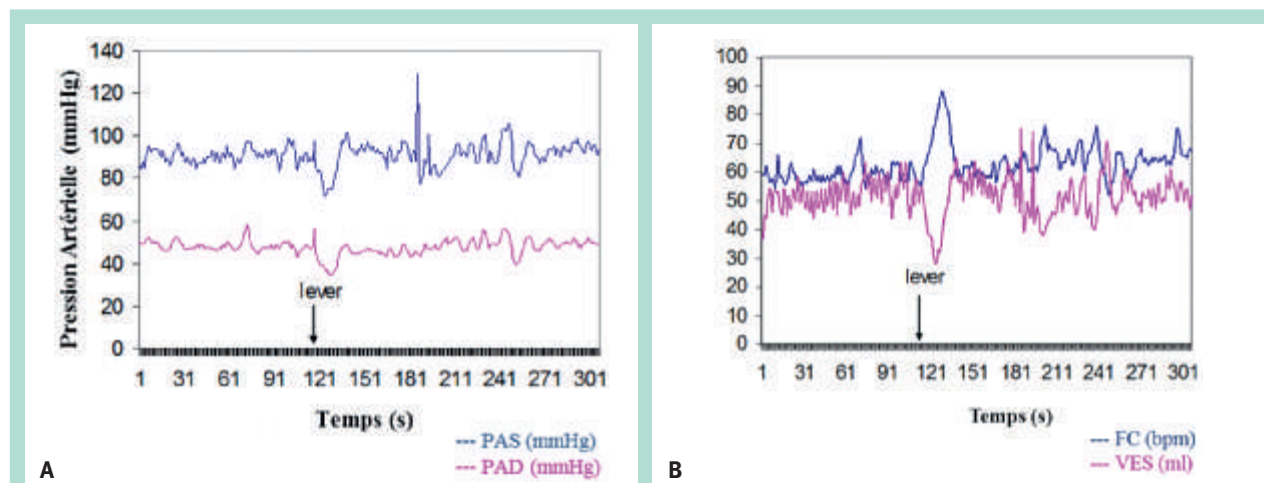 Pression Artérielle (mmHg)
140
120
100
80
60
40
20
0
lever
1 31 61 91 121 151 181 211 241 271 301
Temps (s)
--- PAS (mmHg)
--- PAD (mmHg)
A
100
90
80
70
60
50
40
30
20
10
0
lever
1 31 61 91 121 151 181 211 241 271 301
Temps (s)
--- FC (bpm)
--- VES (ml)
B